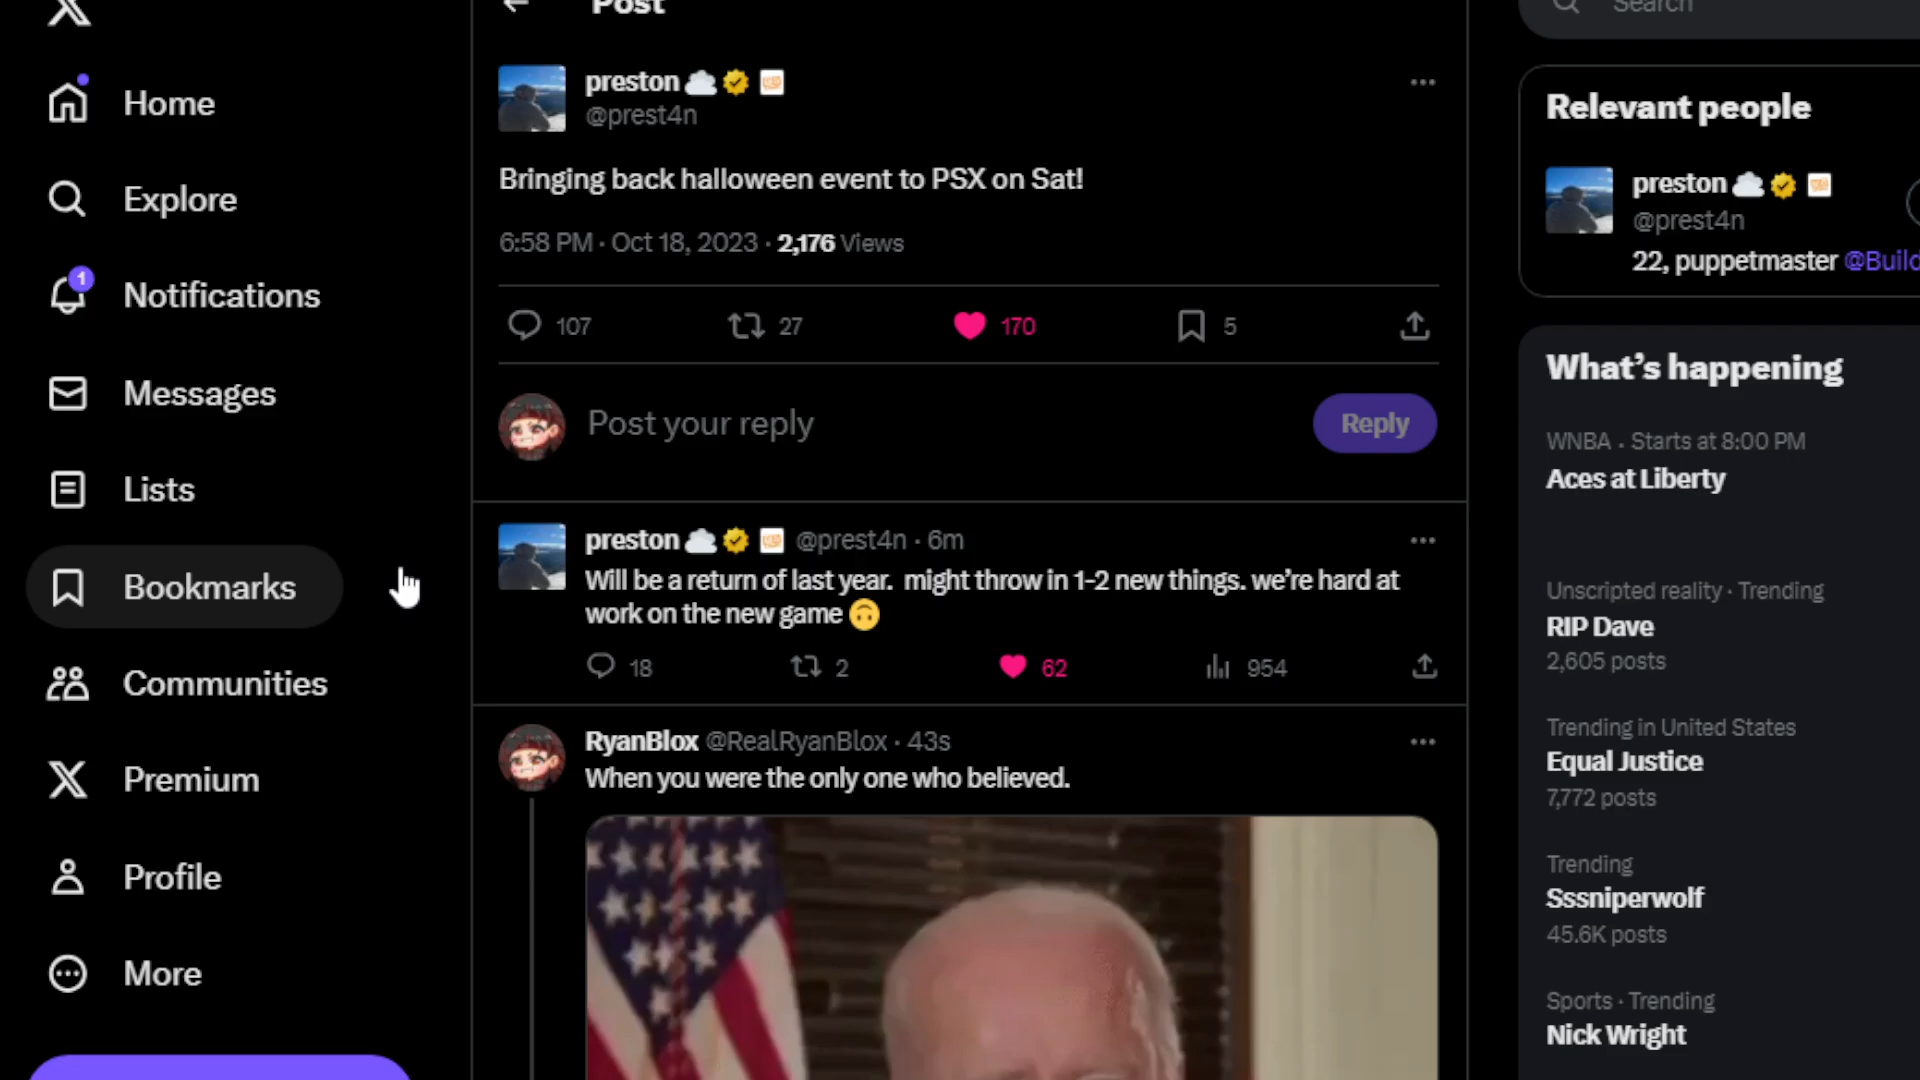 Post
Search
Home
Explore
1
Notifications
Messages
Lists
Bookmarks
Communities
Premium
Profile
More
preston
@prest4n
Bringing back halloween event to PSX on Sat!
6:58 PM · Oct 18, 2023 · 2,176 Views
107 27 170 5
Post your reply
Reply
preston @prest4n · 6m
Will be a return of last year. might throw in 1-2 new things. we're hard at
work on the new game 🙃
18 2 62 954
RyanBlox @RealRyanBlox · 43s
When you were the only one who believed.
Relevant people
preston
@prest4n
22, puppetmaster @Build
What's happening
WNBA · Starts at 8:00 PM
Aces at Liberty
Unscripted reality · Trending
RIP Dave
2,605 posts
Trending in United States
Equal Justice
7,772 posts
Trending
Sssniperwolf
45.6K posts
Sports · Trending
Nick Wright